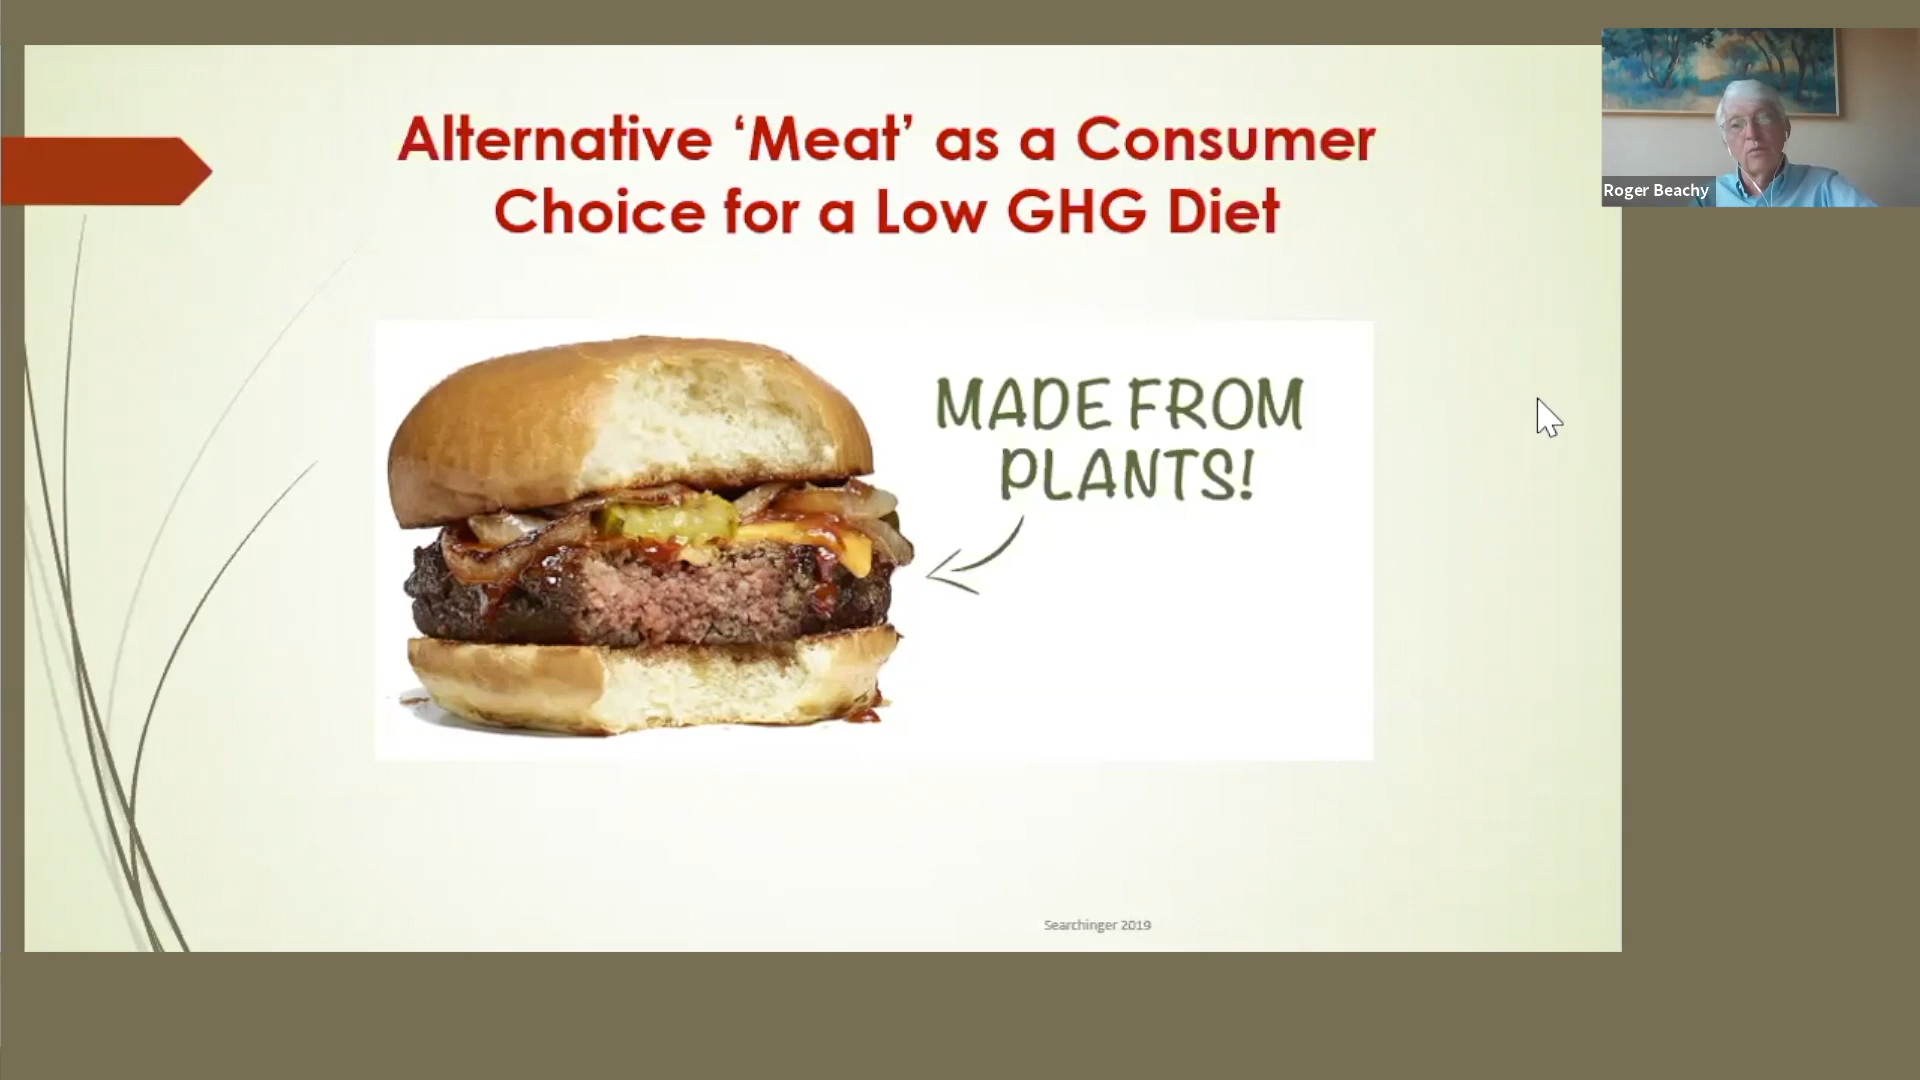 Alternative ‘Meat’ as a Consumer
Choice for a Low GHG Diet
MADE FROM
PLANTS!
Searchinger 2019
Roger Beachy